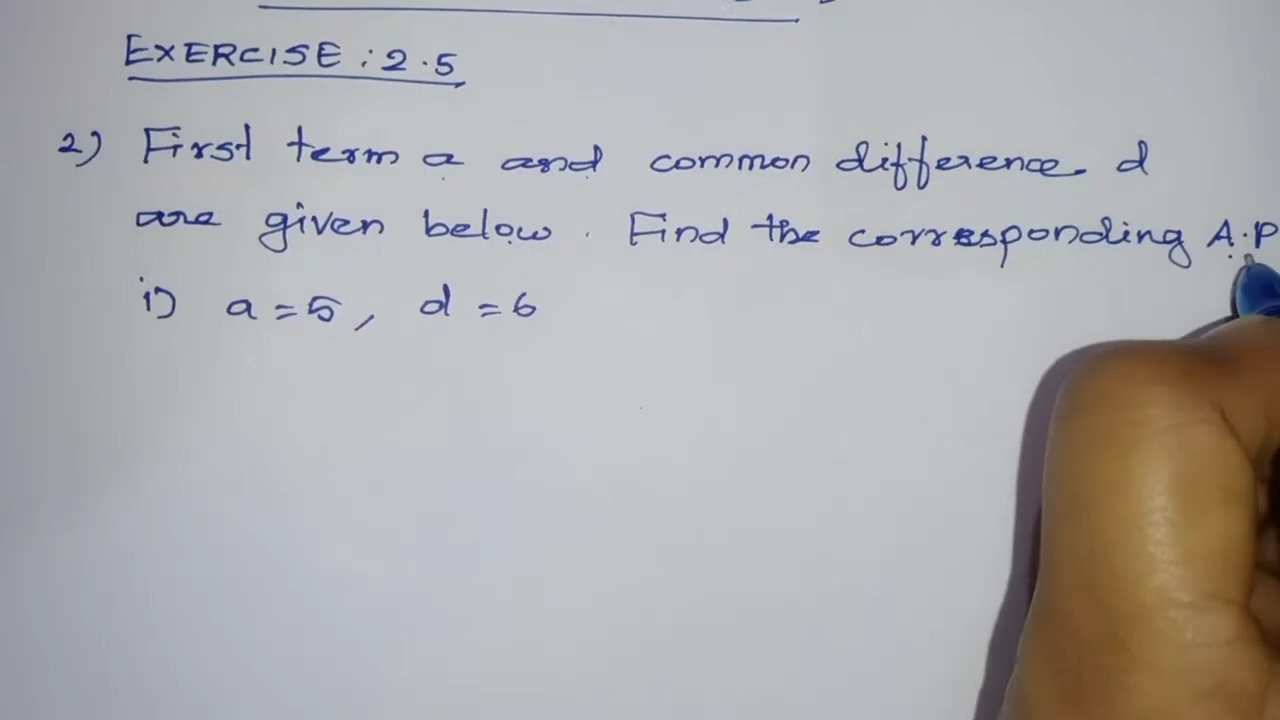 EXERCISE : 2.5
2) First term a and common difference d
are given below. Find the corresponding A.P
i) a = 5, d = 6